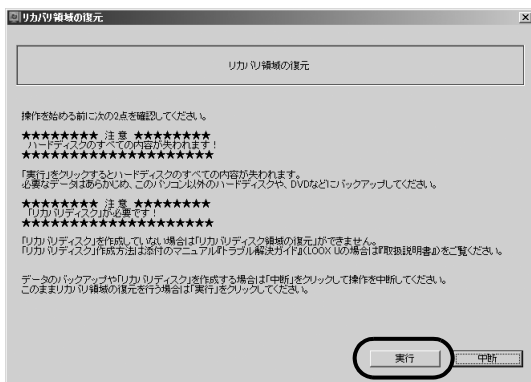 リカバリ領域の復元
リカバリ領域の復元
操作を始める前に次の2点を確認してください。
★★★★★★★★ 注 意 ★★★★★★★★
ハードディスクのすべての内容が失われます!
★★★★★★★★★★★★★★★★★★★★
「実行」をクリックするとハードディスクのすべての内容が失われます。
必要なデータはあらかじめ、このパソコン以外のハードディスクや、DVDなどにバックアップしてください。
★★★★★★★★ 注 意 ★★★★★★★★
「リカバリディスク」が必要です!
★★★★★★★★★★★★★★★★★★★★
「リカバリディスク」を作成していない場合は「リカバリディスク領域の復元」ができません。
「リカバリディスク」作成方法は添付のマニュアル『トラブル解決ガイド』(LOOX Uの場合は『取扱説明書』)をご覧ください。
データのバックアップや「リカバリディスク」を作成する場合は「中断」をクリックして操作を中断してください。
このままリカバリ領域の復元を行う場合は「実行」をクリックしてください。
実行 中断